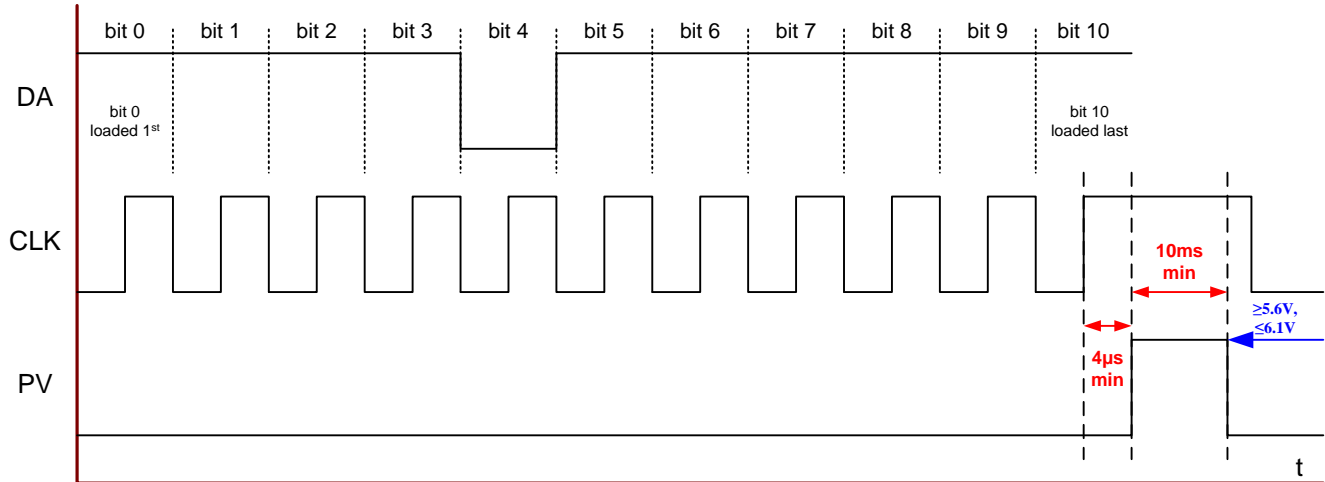 bit 0 bit 1 bit 2 bit 3 bit 4 bit 5 bit 6 bit 7 bit 8 bit 9 bit 10
DA
bit 0
loaded 1st
bit 10
loaded last
CLK
10ms
min
≥5.6V,
≤6.1V
4µs
min
PV
t